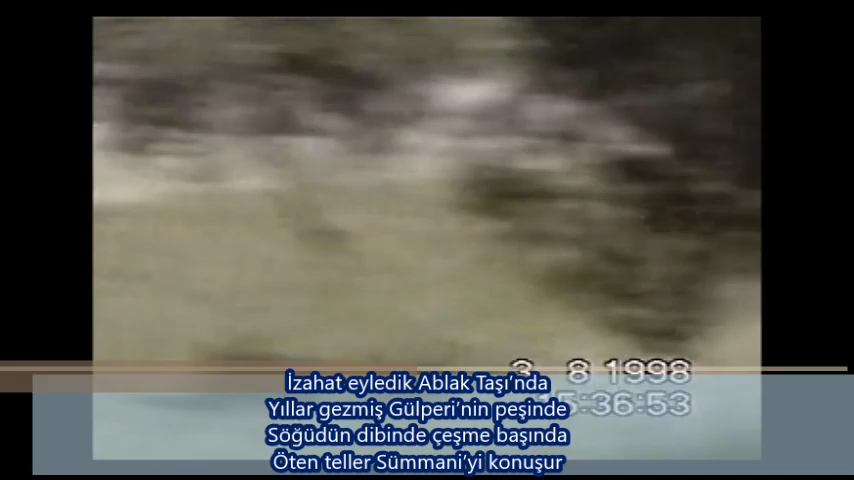 3 8 1998
15:36:53
İzahat eyledik Ablak Taşı'nda
Yıllar gezmiş Gülperi'nin peşinde
Söğüdün dibinde çeşme başında
Öten teller Sümmani'yi konuşur